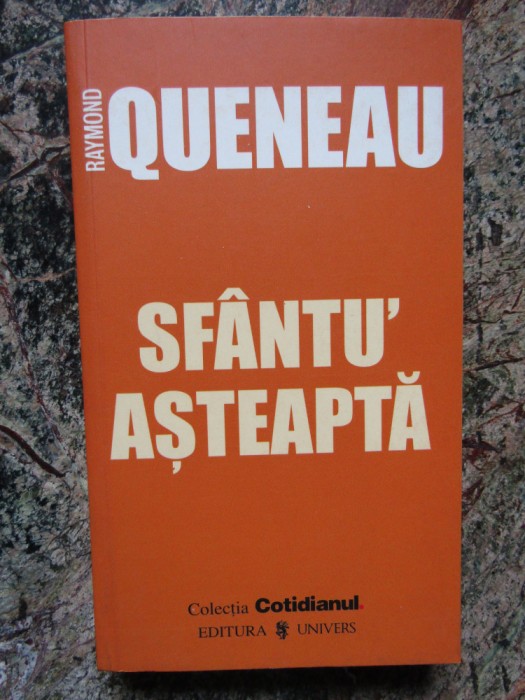 RAYMOND
QUENEAU
SFÂNTU'
AȘTEAPTĂ
Colecția Cotidianul.
EDITURA UNIVERS